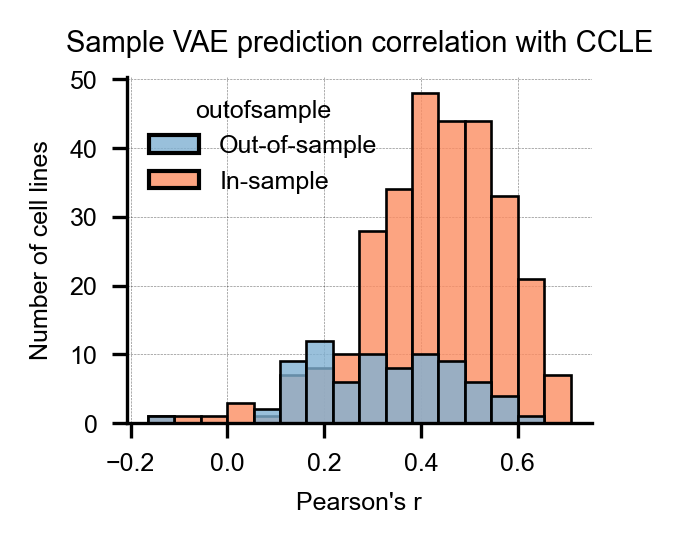 Sample VAE prediction correlation with CCLE
50
40
30
20
10
0
Number of cell lines
outofsample
Out-of-sample
In-sample
−0.2
0.0
0.2
0.4
0.6
Pearson's r